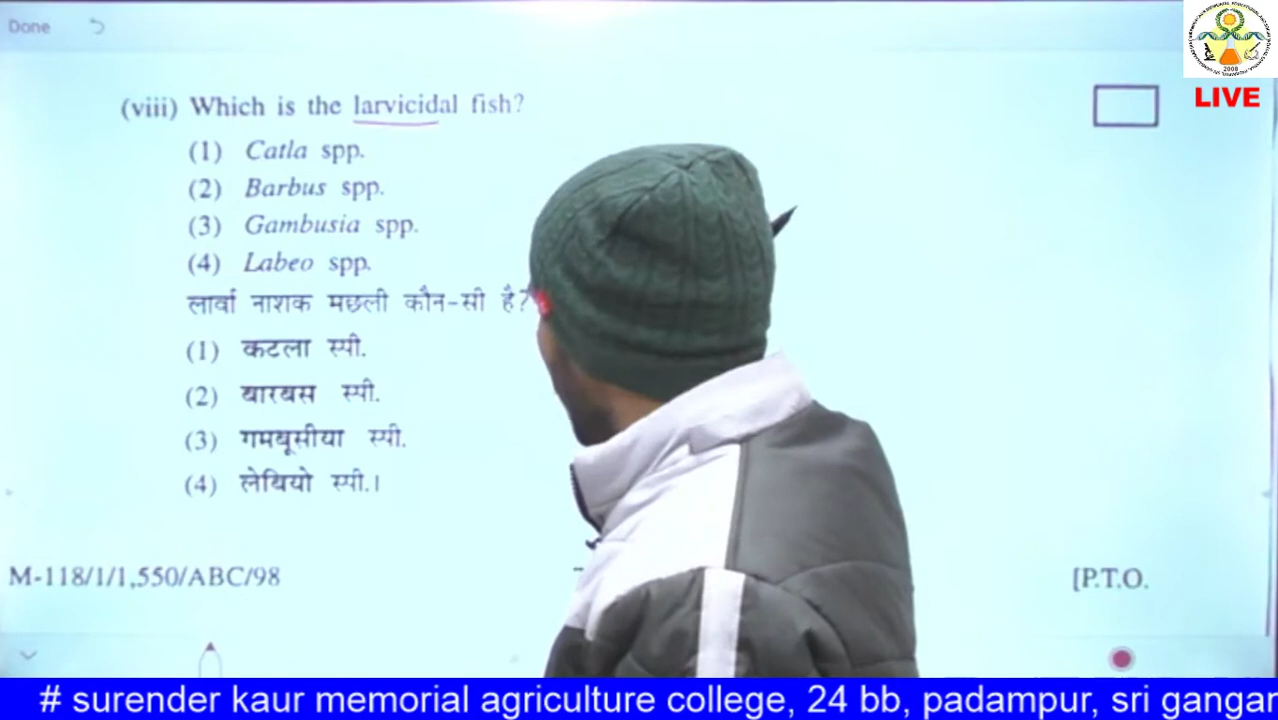 Done
LIVE
2008
(viii) Which is the larvicidal fish?
(1) Catla spp.
(2) Barbus spp.
(3) Gambusia spp.
(4) Labeo spp.
लार्वा नाशक मछली कौन-सी है?
(1) कटला स्पी.
(2) बारबस स्पी.
(3) गमबूसीया स्पी.
(4) लेबियो स्पी.।
M-118/1/1,550/ABC/98
[P.T.O.
# surender kaur memorial agriculture college, 24 bb, padampur, sri gangan